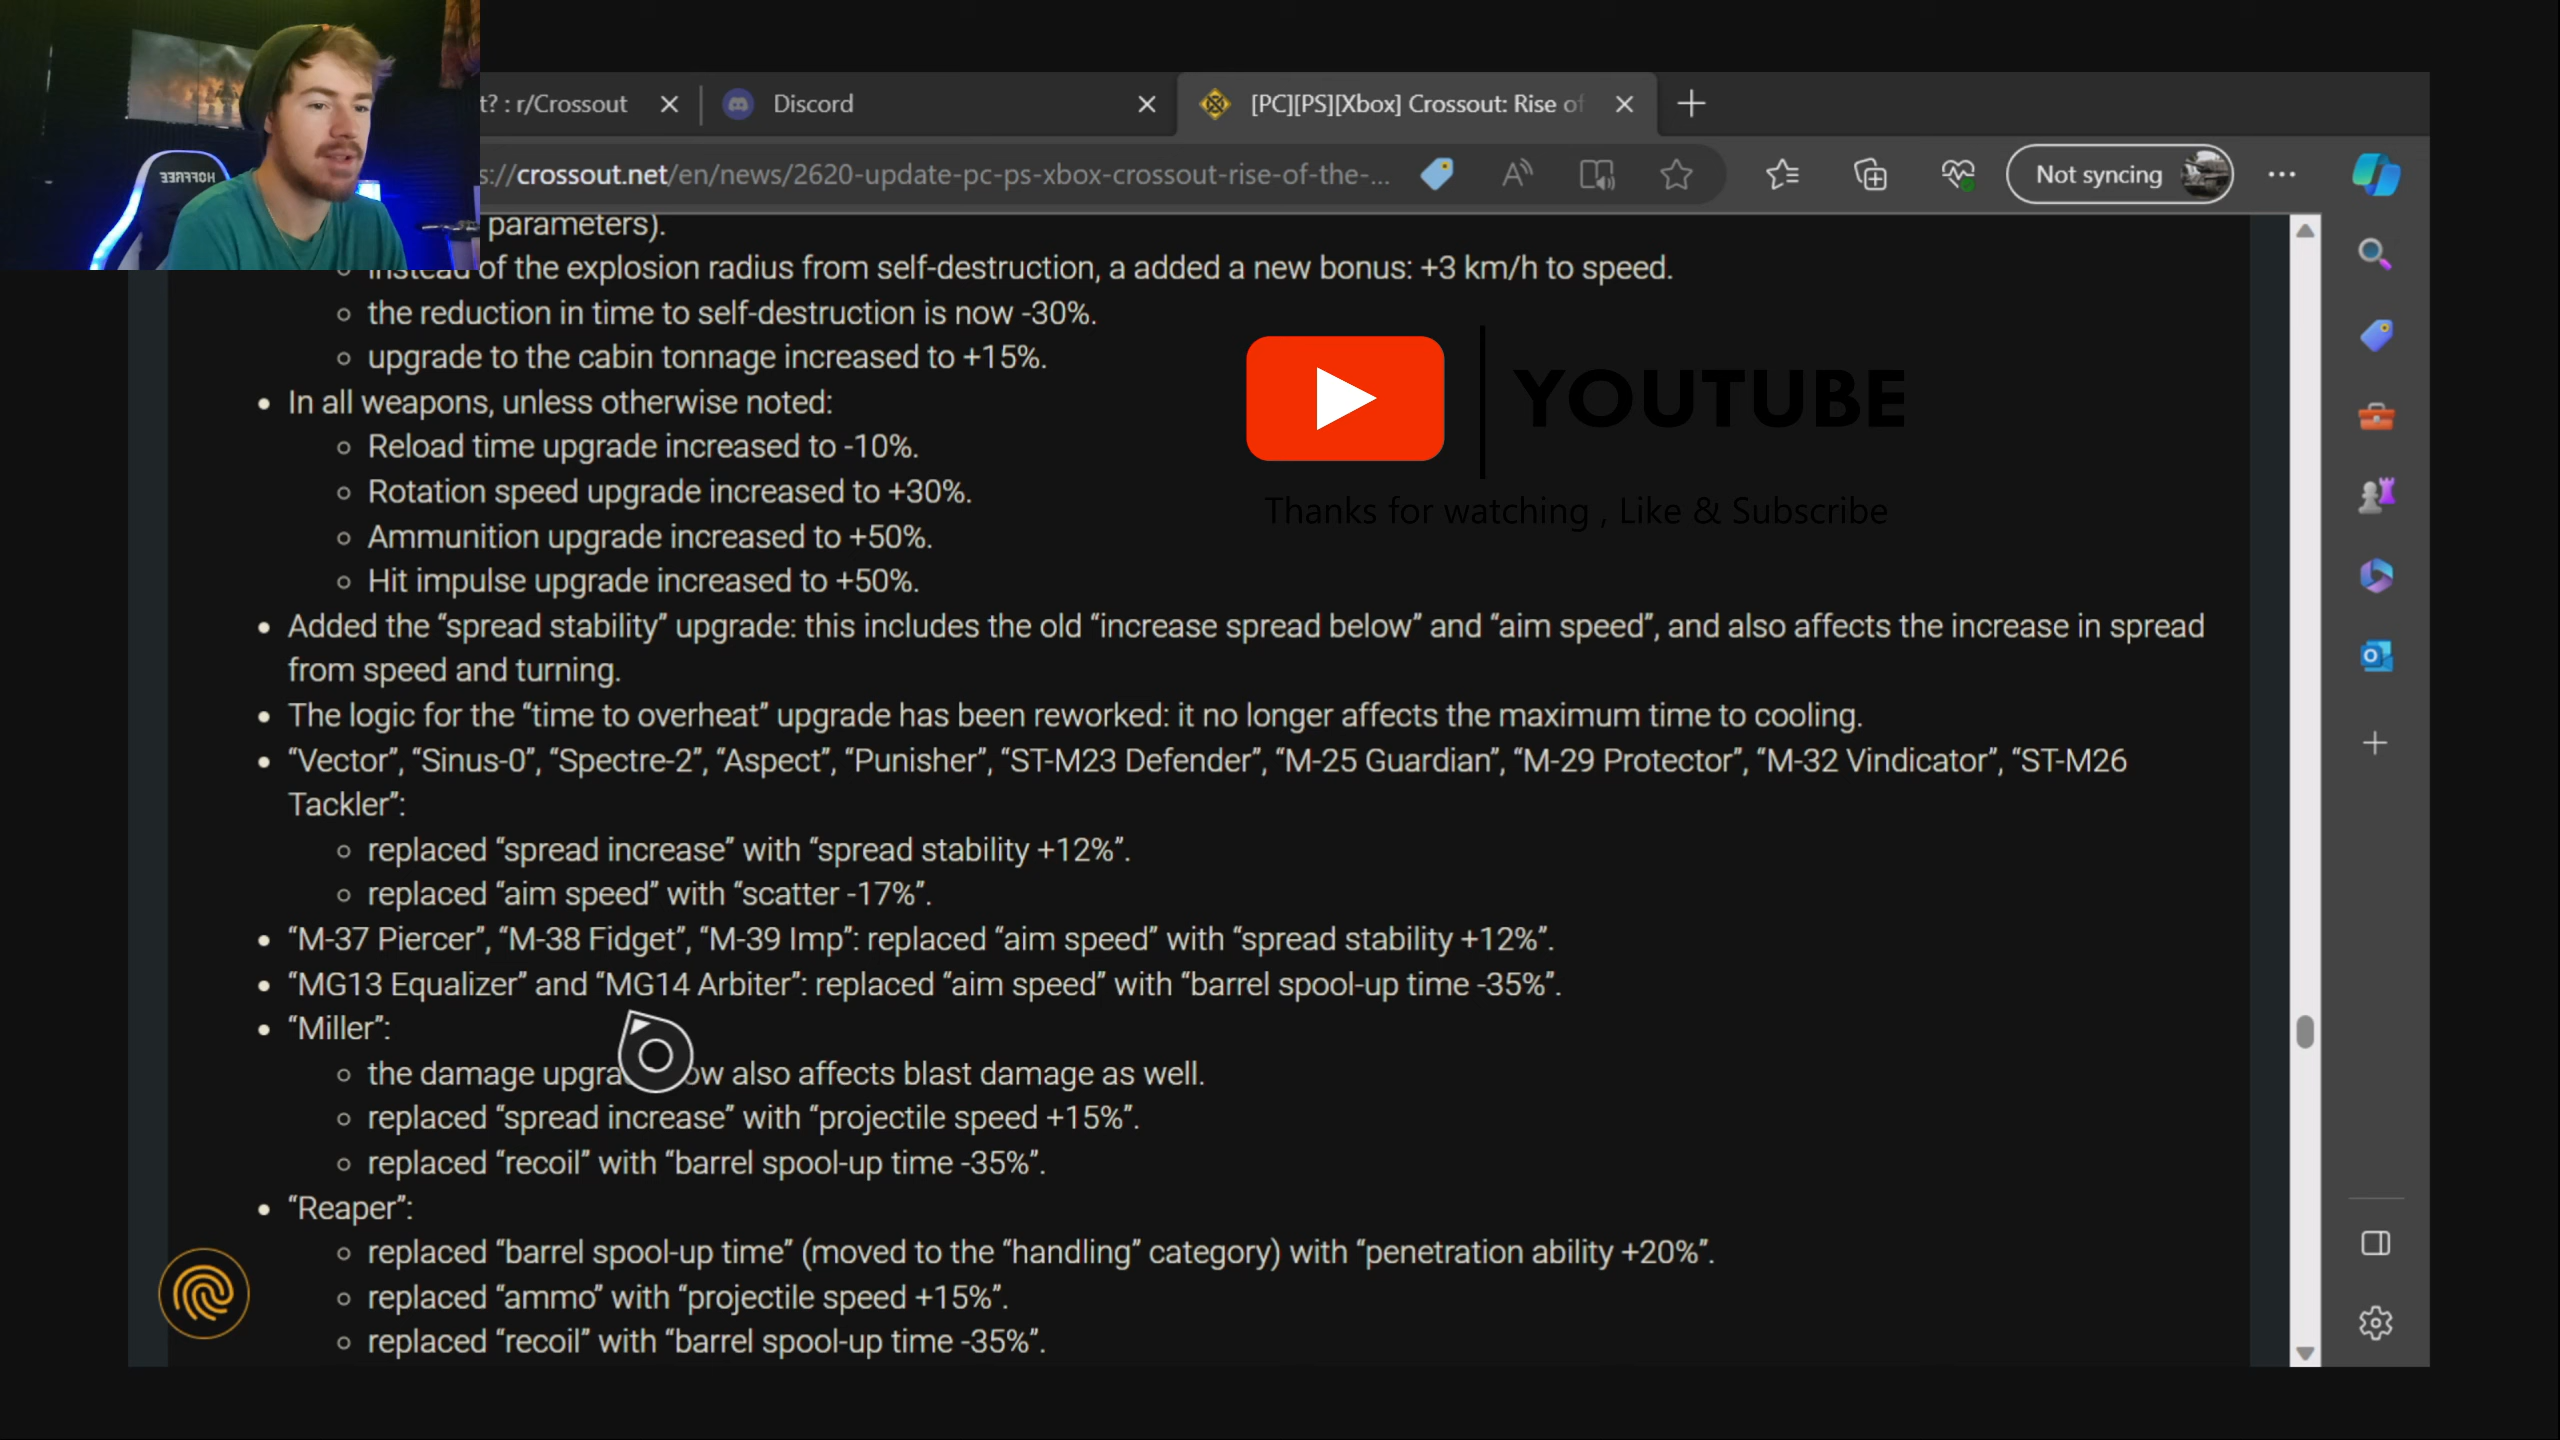 t? : r/Crossout
Discord
[PC][PS][Xbox] Crossout: Rise of
HOFFREE
s://crossout.net/en/news/2620-update-pc-ps-xbox-crossout-rise-of-the-...
Not syncing
parameters).
instead of the explosion radius from self-destruction, a added a new bonus: +3 km/h to speed.
the reduction in time to self-destruction is now -30%.
upgrade to the cabin tonnage increased to +15%.
In all weapons, unless otherwise noted:
YOUTUBE
Reload time upgrade increased to -10%.
Rotation speed upgrade increased to +30%.
Thanks for watching , Like & Subscribe
Ammunition upgrade increased to +50%.
Hit impulse upgrade increased to +50%.
Added the “spread stability” upgrade: this includes the old “increase spread below” and “aim speed”, and also affects the increase in spread
from speed and turning.
The logic for the “time to overheat” upgrade has been reworked: it no longer affects the maximum time to cooling.
“Vector”, “Sinus-0”, “Spectre-2”, “Aspect”, “Punisher”, “ST-M23 Defender”, “M-25 Guardian”, “M-29 Protector”, “M-32 Vindicator”, “ST-M26
Tackler”:
replaced “spread increase” with “spread stability +12%”.
replaced “aim speed” with “scatter -17%”.
“M-37 Piercer”, “M-38 Fidget”, “M-39 Imp”: replaced “aim speed” with “spread stability +12%”.
“MG13 Equalizer” and “MG14 Arbiter”: replaced “aim speed” with “barrel spool-up time -35%”.
“Miller”:
the damage upgra ow also affects blast damage as well.
replaced “spread increase” with “projectile speed +15%”.
replaced “recoil” with “barrel spool-up time -35%”.
“Reaper”:
replaced “barrel spool-up time” (moved to the “handling” category) with “penetration ability +20%”.
replaced “ammo” with “projectile speed +15%”.
replaced “recoil” with “barrel spool-up time -35%”.